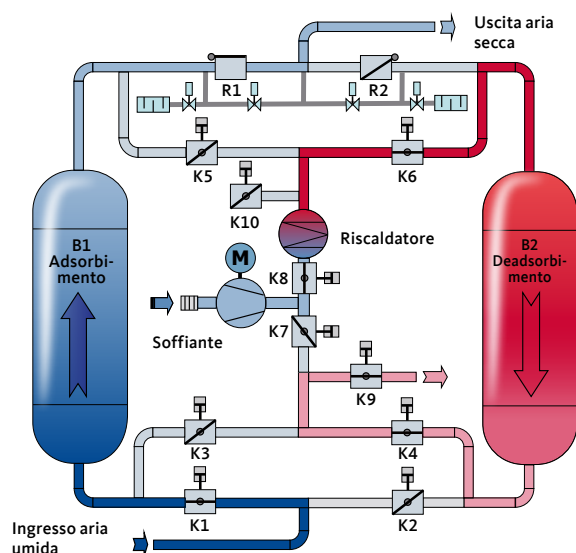 Uscita aria
secca
R1
R2
K5
K6
K10
B1
Adsorbi-
mento
Riscaldatore
B2
Deadsorbi-
mento
M
K8
Soffiante
K7
K9
K3
K4
K1
K2
Ingresso aria
umida